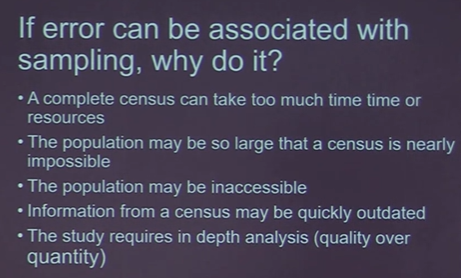 If error can be associated with
sampling, why do it?
• A complete census can take too much time time or
resources
• The population may be so large that a census is nearly
impossible
• The population may be inaccessible
• Information from a census may be quickly outdated
• The study requires in depth analysis (quality over
quantity)